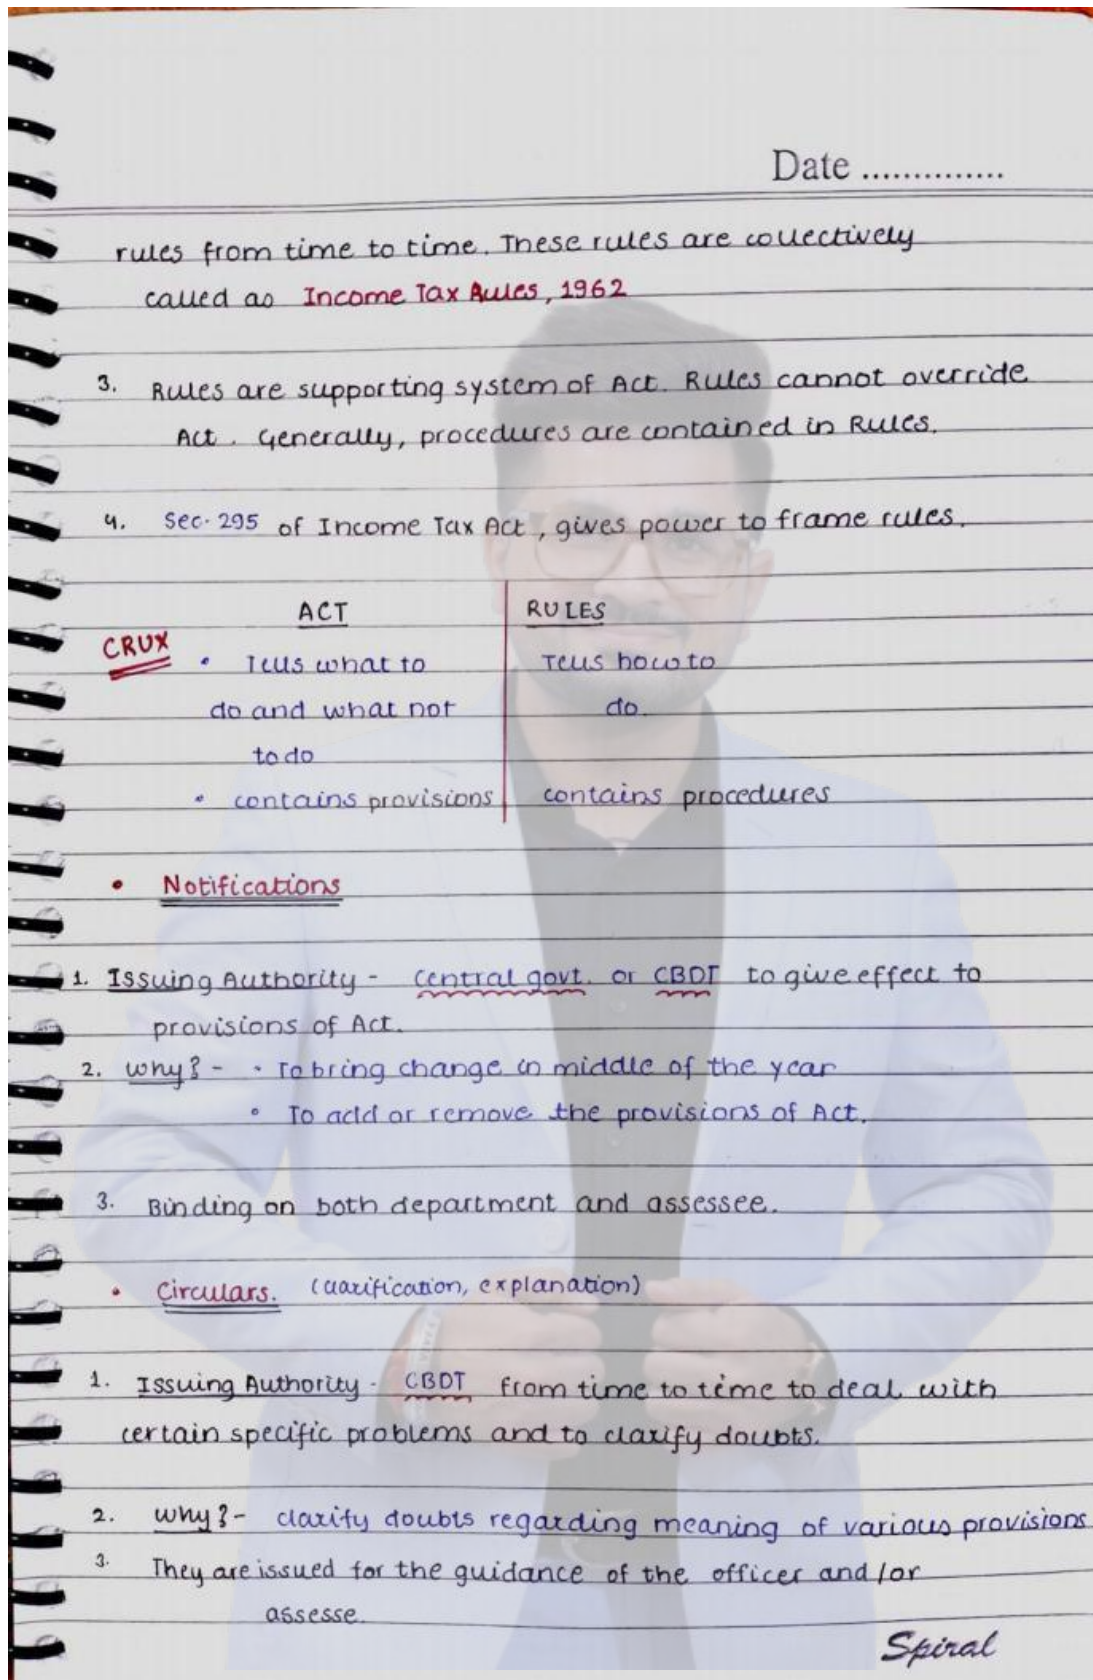 Date ..............
rules from time to time. These rules are collectively
called as Income Tax Rules, 1962
3. Rules are supporting system of Act. Rules cannot override
Act. Generally, procedures are contained in Rules.
4. Sec. 295 of Income Tax Act, gives power to frame rules.
ACT RULES
CRUX
• Tells what to Tells how to
do and what not do.
to do
• contains provisions contains procedures
• Notifications
1. Issuing Authority - Central govt. or CBDT to give effect to
provisions of Act.
2. why? - • To bring change in middle of the year
• To add or remove the provisions of Act.
3. Binding on both department and assessee.
• Circulars. (clarification, explanation)
1. Issuing Authority - CBDT from time to time to deal with
certain specific problems and to clarify doubts.
2. why? - clarify doubts regarding meaning of various provisions
3. They are issued for the guidance of the officer and/or
assesse.
Spiral